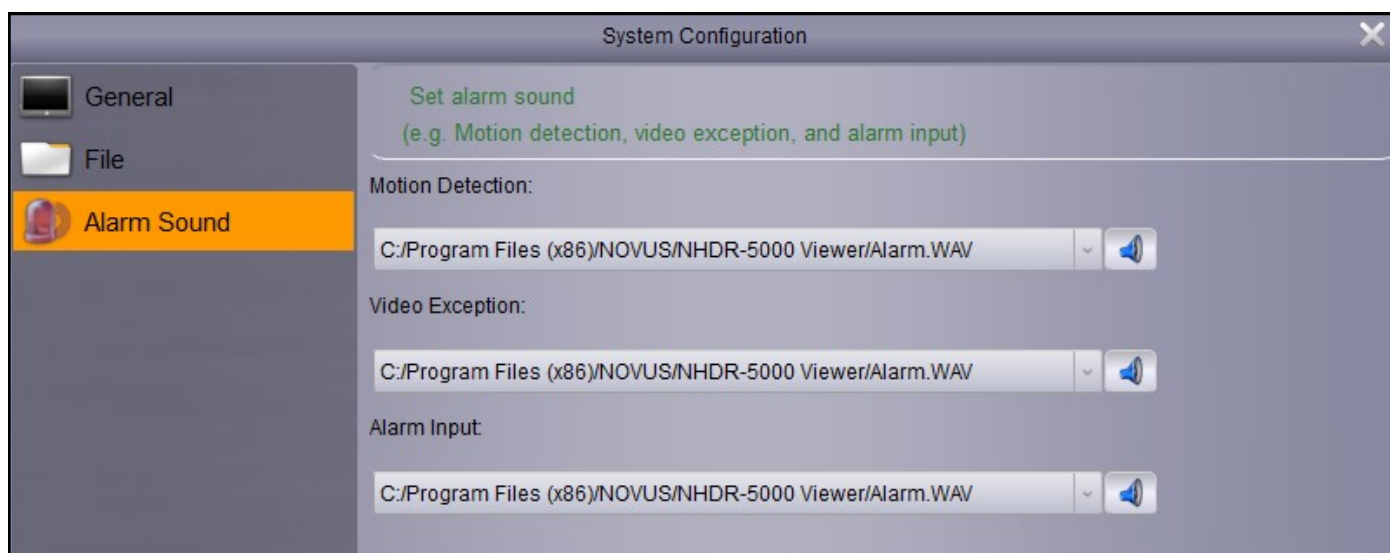 System Configuration
General
File
Alarm Sound
Set alarm sound
(e.g. Motion detection, video exception, and alarm input)
Motion Detection:
C:/Program Files (x86)/NOVUS/NHDR-5000 Viewer/Alarm.WAV
Video Exception:
C:/Program Files (x86)/NOVUS/NHDR-5000 Viewer/Alarm.WAV
Alarm Input:
C:/Program Files (x86)/NOVUS/NHDR-5000 Viewer/Alarm.WAV